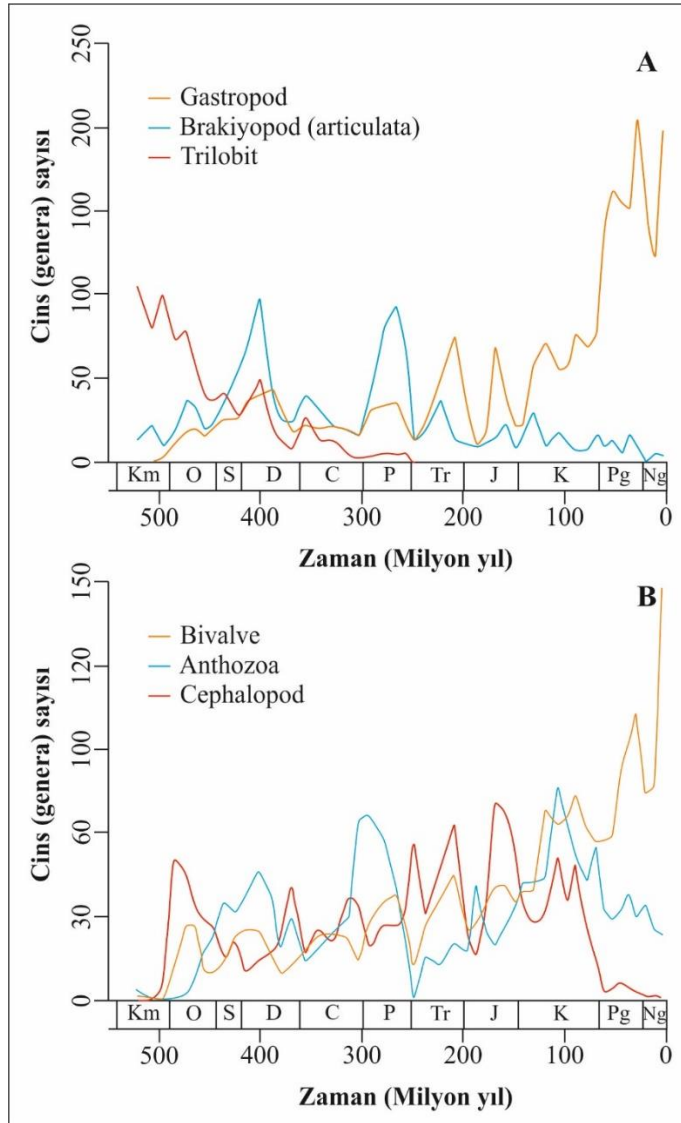 A
Gastropod
Brakiyopod (articulata)
Trilobit
Cins (genera) sayısı
250
200
100
100
50
0
Km O S D C P Tr J K Pg Ng
500 400 300 200 100 0
Zaman (Milyon yıl)
B
Bivalve
Anthozoa
Cephalopod
Cins (genera) sayısı
150
120
100
60
30
0
Km O S D C P Tr J K Pg Ng
500 400 300 200 100 0
Zaman (Milyon yıl)